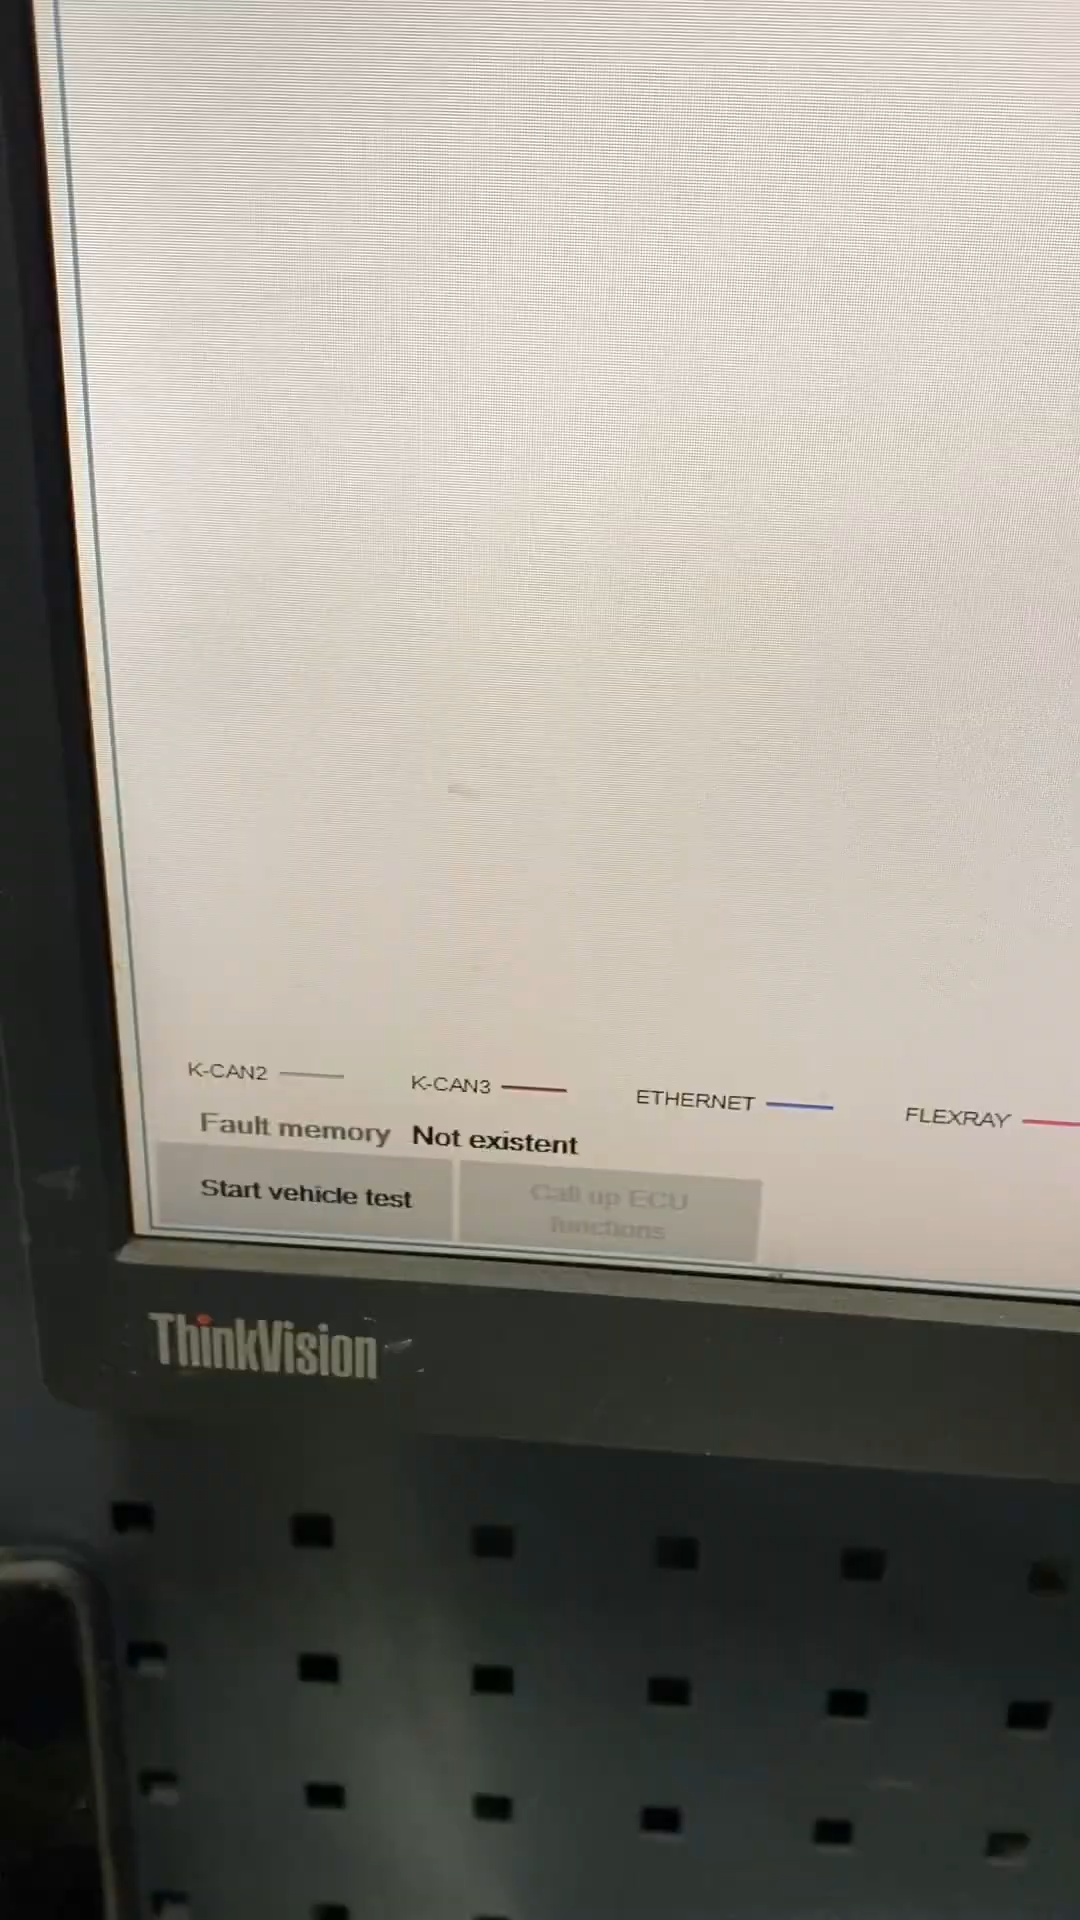 K-CAN2 K-CAN3 ETHERNET FLEXRAY
Fault memory Not existent
Start vehicle test
Call up ECU
functions
ThinkVision